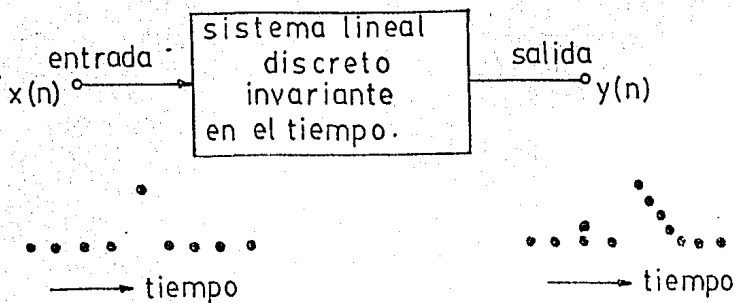 entrada
x(n)
sistema lineal
discreto
invariante
en el tiempo.
salida
y(n)
tiempo
tiempo